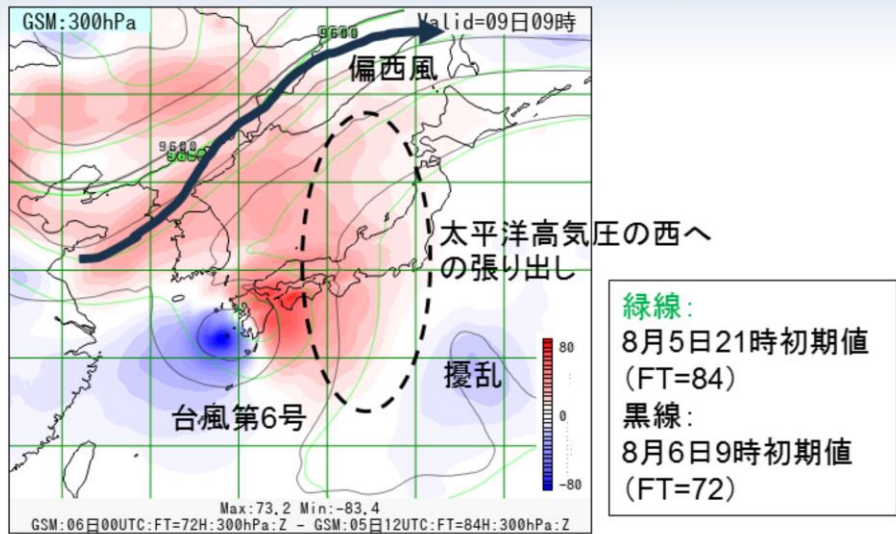 GSM:300hPa
Valid=09日09時
9600
偏西風
9600
太平洋高気圧の西へ
の張り出し
緑線:
8月5日21時初期値
(FT=84)
黒線:
8月6日9時初期値
(FT=72)
80
0
-80
擾乱
台風第6号
Max:73.2 Min:-83.4
GSM:06日00UTC:FT=72H:300hPa:Z - GSM:05日12UTC:FT=84H:300hPa:Z